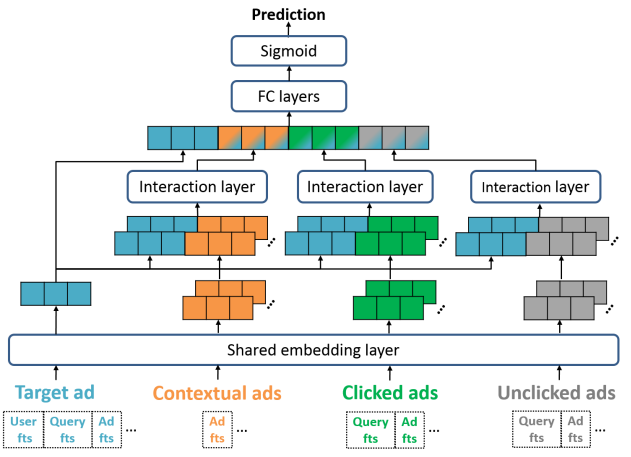 Prediction
Sigmoid
FC layers
Interaction layer Interaction layer Interaction layer
Shared embedding layer
Target ad Contextual ads Clicked ads Unclicked ads
User fts Query fts Ad fts ... Ad fts ... Query fts Ad fts ... Query fts Ad fts ...